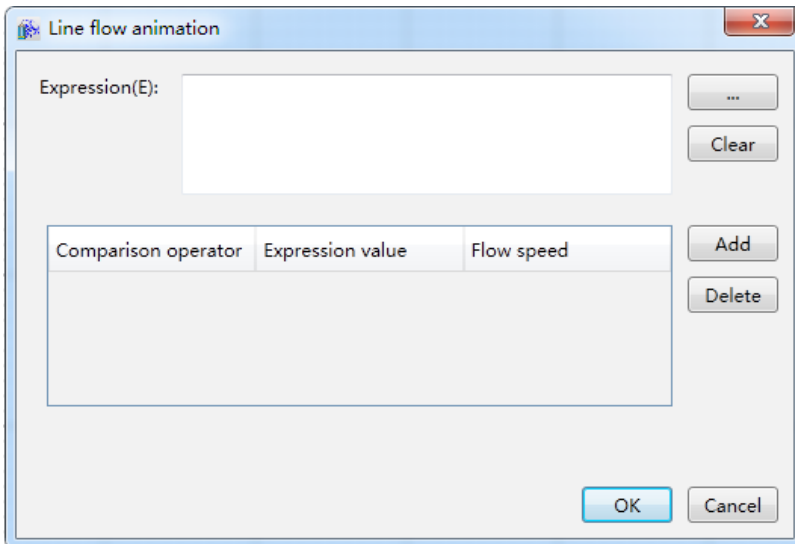 Line flow animation
Expression(E):
...
Clear
Comparison operator Expression value Flow speed
Add
Delete
OK Cancel